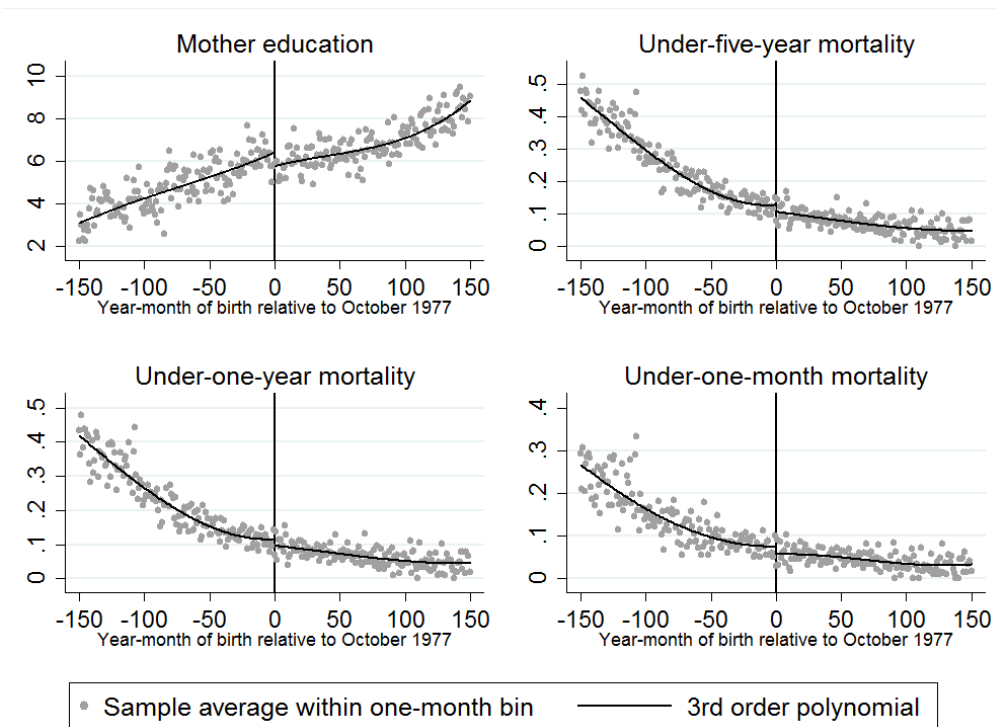 Mother education
10
8
6
4
2
-150 -100 -50 0 50 100 150
Year-month of birth relative to October 1977
Under-five-year mortality
.5
.4
.3
.2
.1
0
-150 -100 -50 0 50 100 150
Year-month of birth relative to October 1977
Under-one-year mortality
.5
.4
.3
.2
.1
0
-150 -100 -50 0 50 100 150
Year-month of birth relative to October 1977
Under-one-month mortality
.4
.3
.2
.1
0
-150 -100 -50 0 50 100 150
Year-month of birth relative to October 1977
Sample average within one-month bin 3rd order polynomial